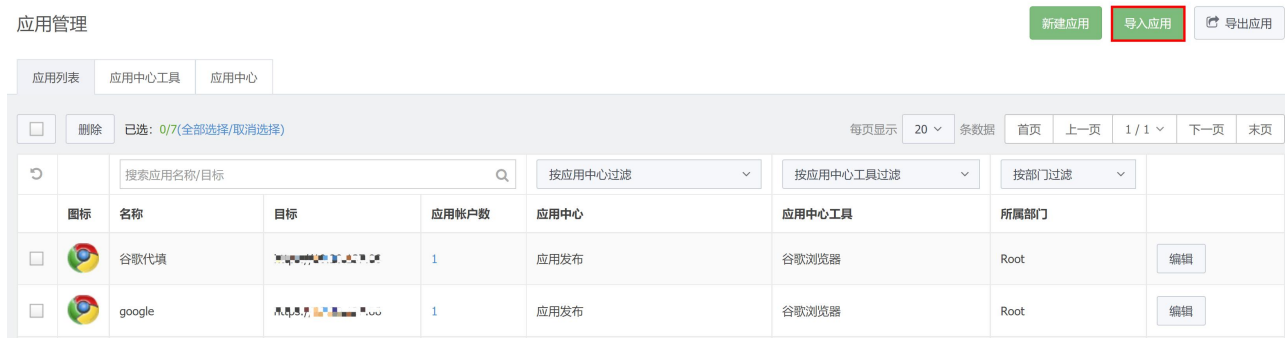 应用管理
新建应用
导入应用
导出应用
应用列表
应用中心工具
应用中心
删除
已选: 0/7(全部选择/取消选择)
每页显示 20 条数据
首页
上一页
1 / 1
下一页
末页
搜索应用名称/目标
按应用中心过滤
按应用中心工具过滤
按部门过滤
图标 名称 目标 应用帐户数 应用中心 应用中心工具 所属部门
谷歌代填 1 应用发布 谷歌浏览器 Root 编辑
google 1 应用发布 谷歌浏览器 Root 编辑